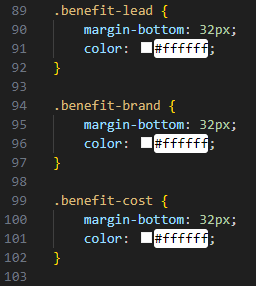 89 .benefit-lead {
90 margin-bottom: 32px;
91 color: #ffffff;
92 }
93
94 .benefit-brand {
95 margin-bottom: 32px;
96 color: #ffffff;
97 }
98
99 .benefit-cost {
100 margin-bottom: 32px;
101 color: #ffffff;
102 }
103